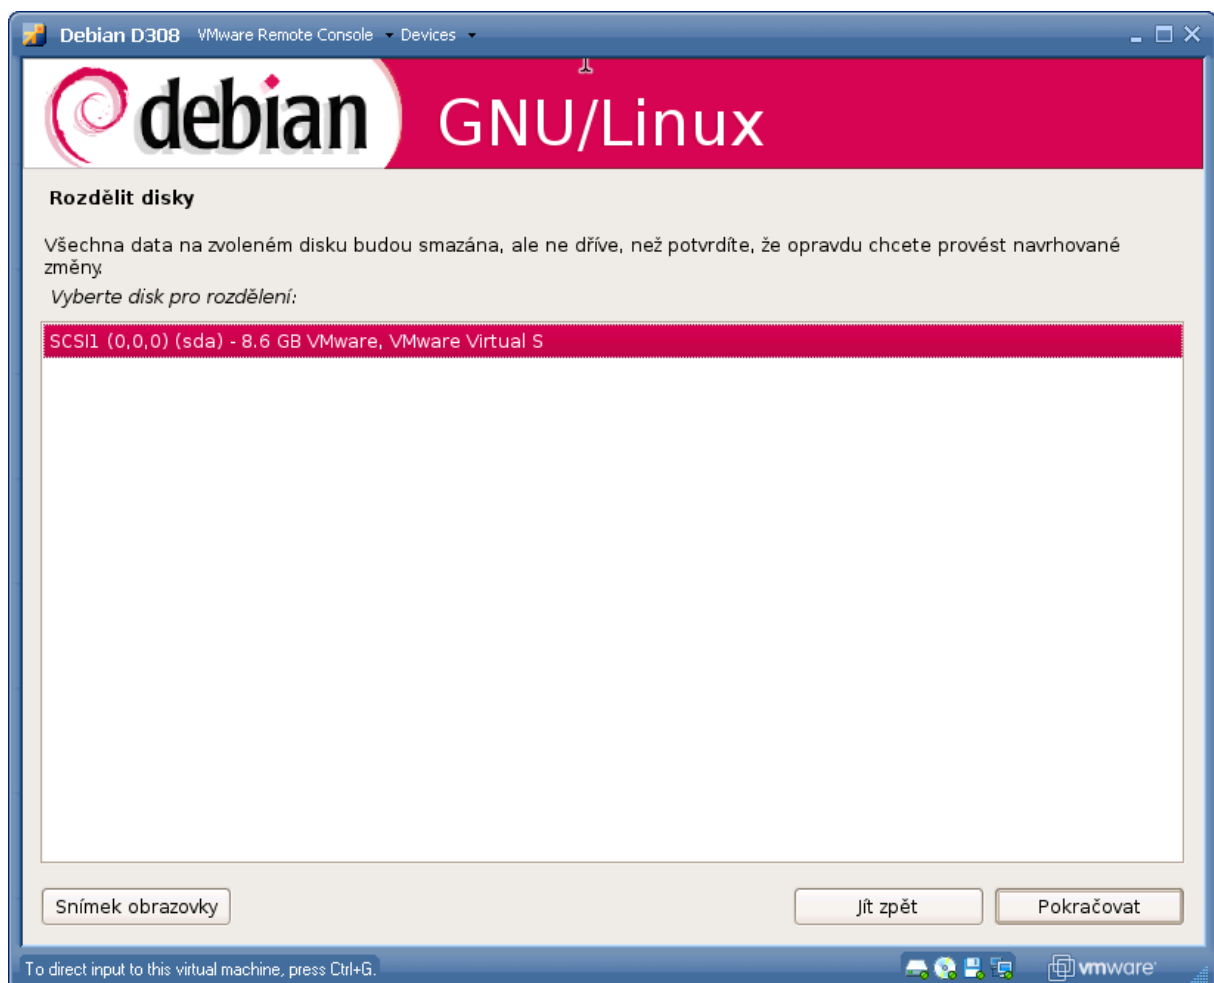 Debian D308 VMware Remote Console Devices
debian GNU/Linux
Rozdělit disky
Všechna data na zvoleném disku budou smazána, ale ne dříve, než potvrdíte, že opravdu chcete provést navrhované
změny.
Vyberte disk pro rozdělení:
SCSI1 (0,0,0) (sda) - 8.6 GB VMware, VMware Virtual S
Snímek obrazovky Jít zpět Pokračovat
To direct input to this virtual machine, press Ctrl+G. vmware